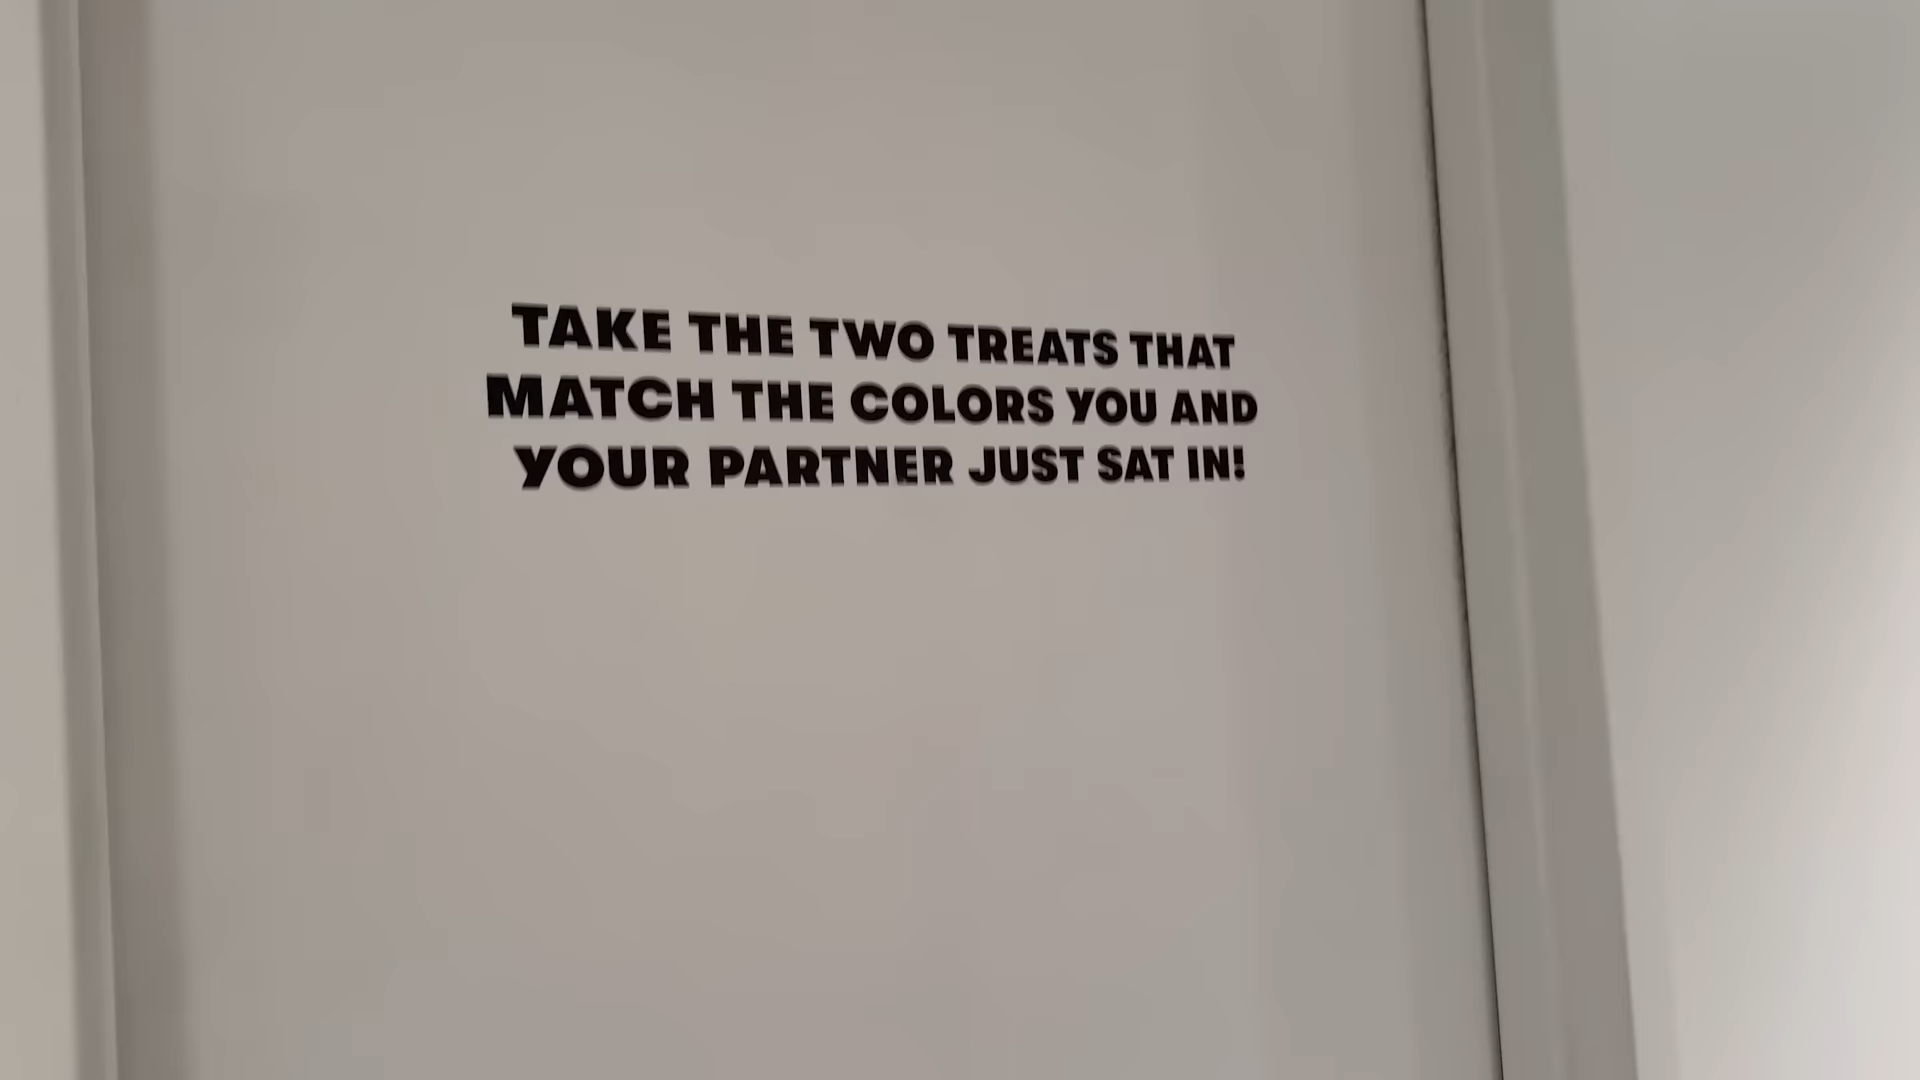 TAKE THE TWO TREATS THAT
MATCH THE COLORS YOU AND
YOUR PARTNER JUST SAT IN!